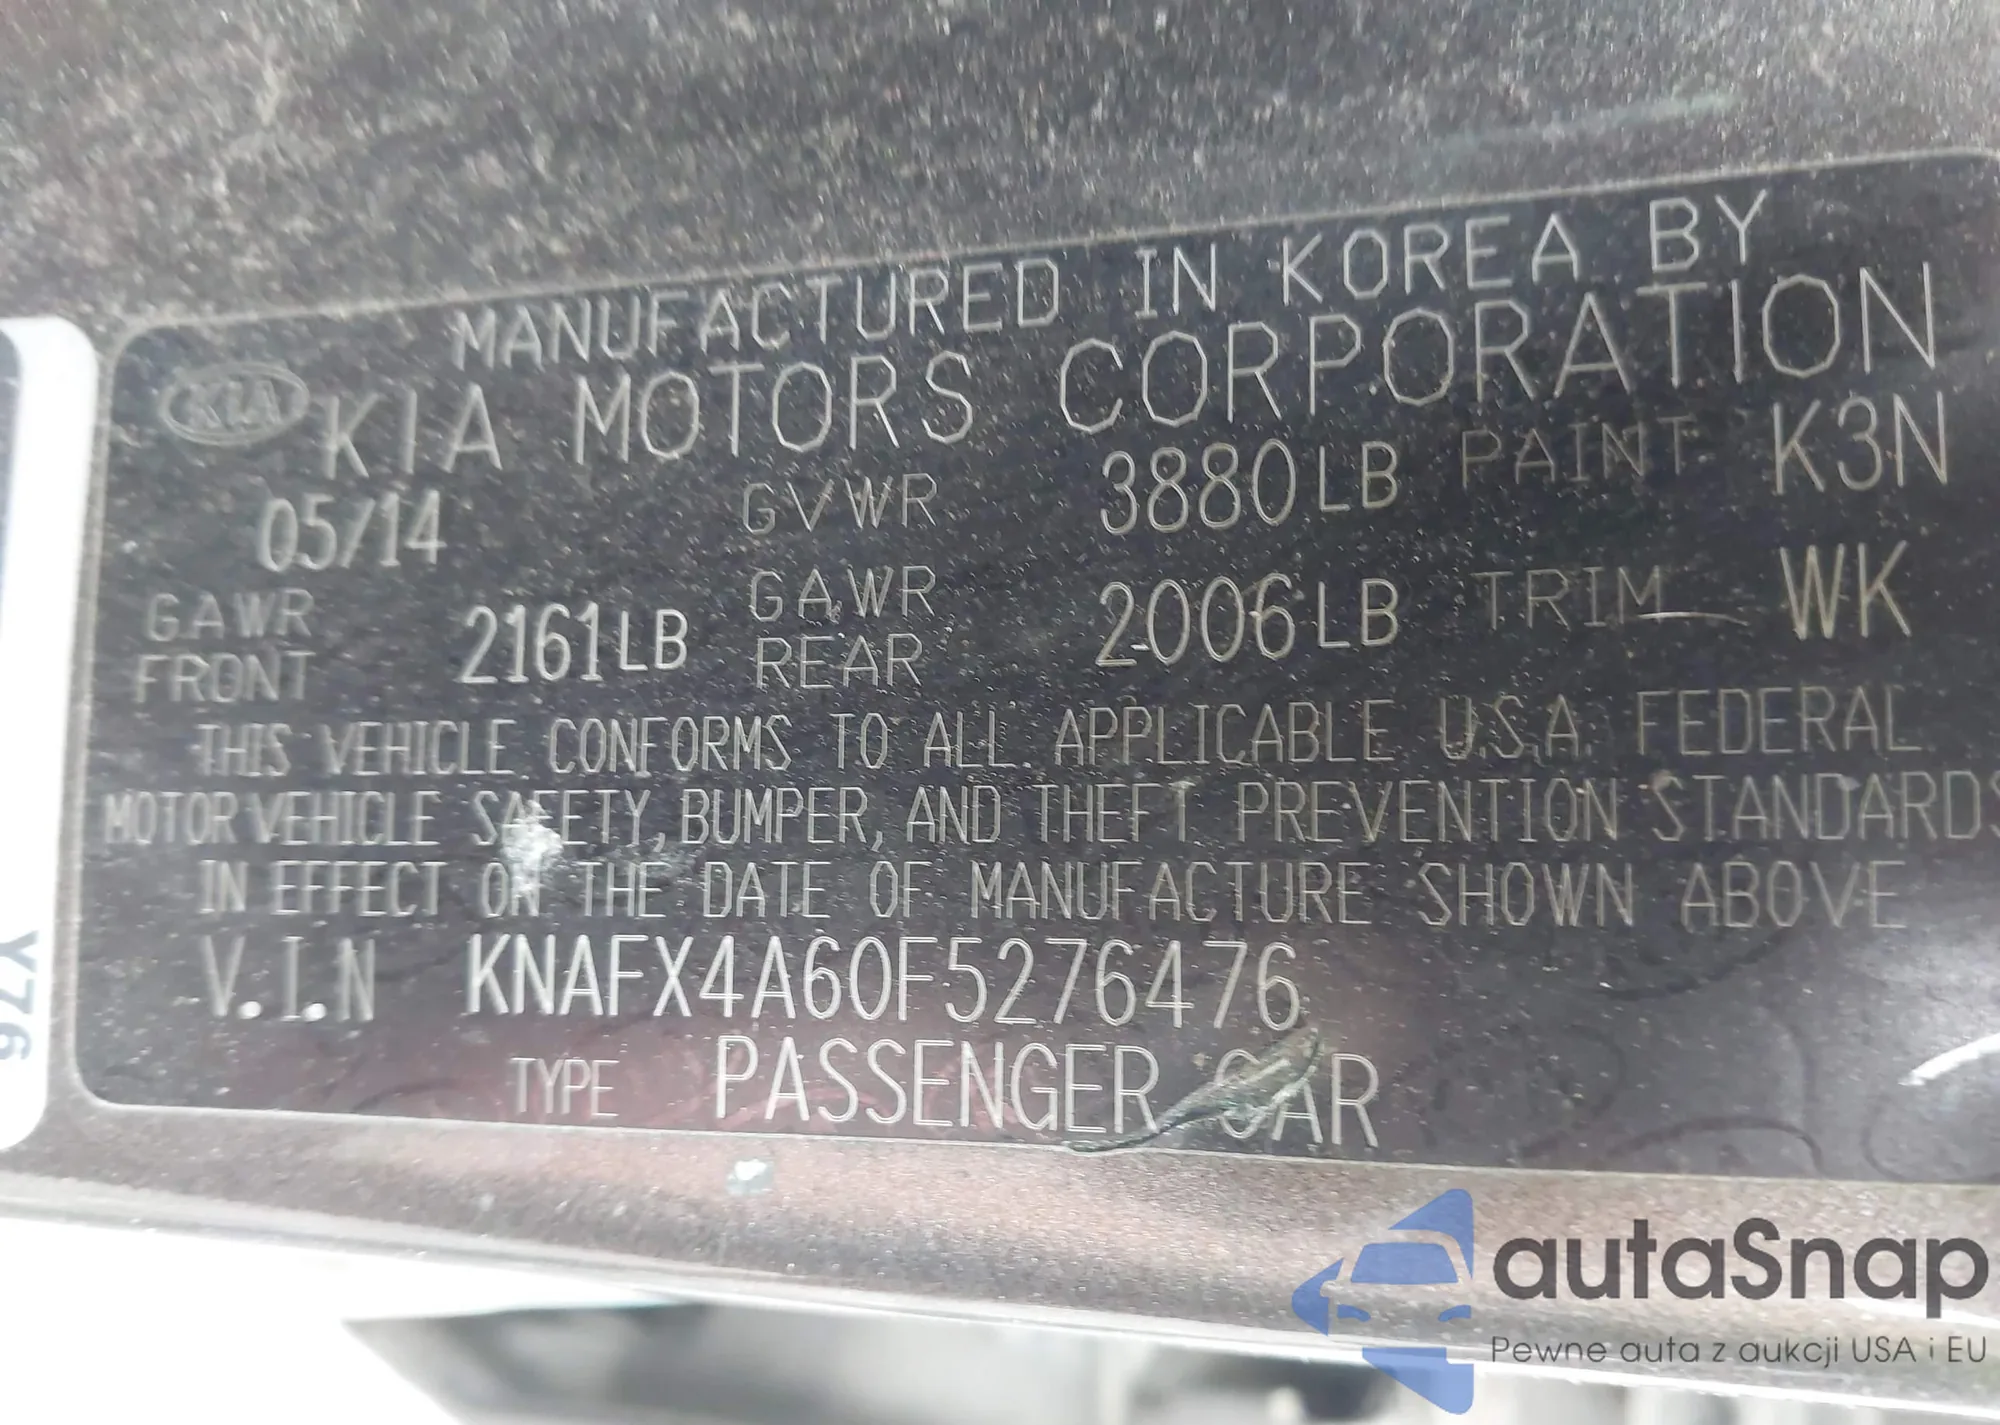 MANUFACTURED IN KOREA BY
KIA KIA MOTORS CORPORATION
05/14 GVWR 3880LB PAINT K3N
GAWR FRONT 2161LB GAWR REAR 2006LB TRIM WK
THIS VEHICLE CONFORMS TO ALL APPLICABLE U.S.A. FEDERAL
MOTOR VEHICLE SAFETY, BUMPER, AND THEFT PREVENTION STANDARDS
IN EFFECT ON THE DATE OF MANUFACTURE SHOWN ABOVE
V.I.N KNAFX4A60F5276476
TYPE PASSENGER CAR
Y76
autaSnap
Pewne auta z aukcji USA i EU